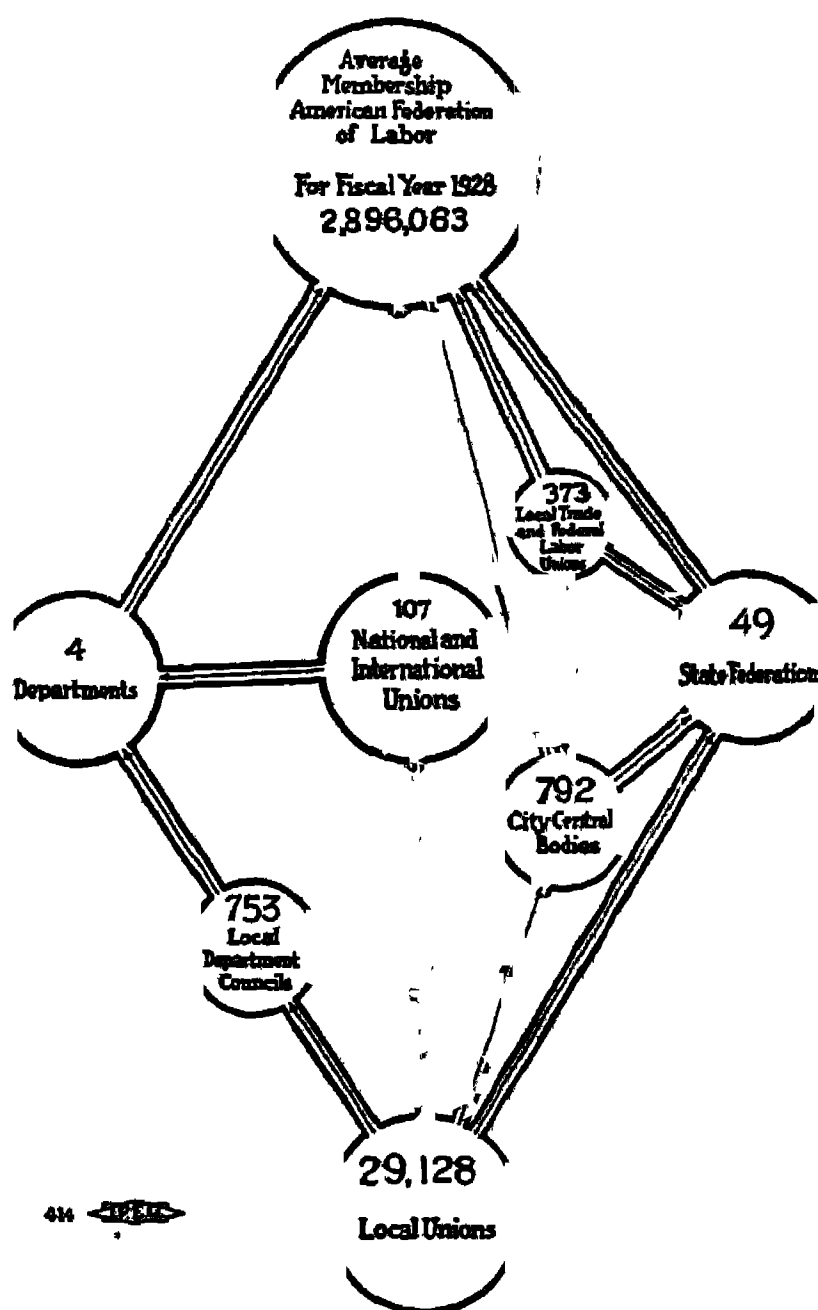 Average
Membership
American Federation
of Labor
For Fiscal Year 1928
2,896,063
373
Local Trade
and Federal
Labor
Unions
107
National and
International
Unions
4
Departments
49
State Federation
792
City Central
Bodies
753
Local
Department
Councils
29,128
Local Unions
414